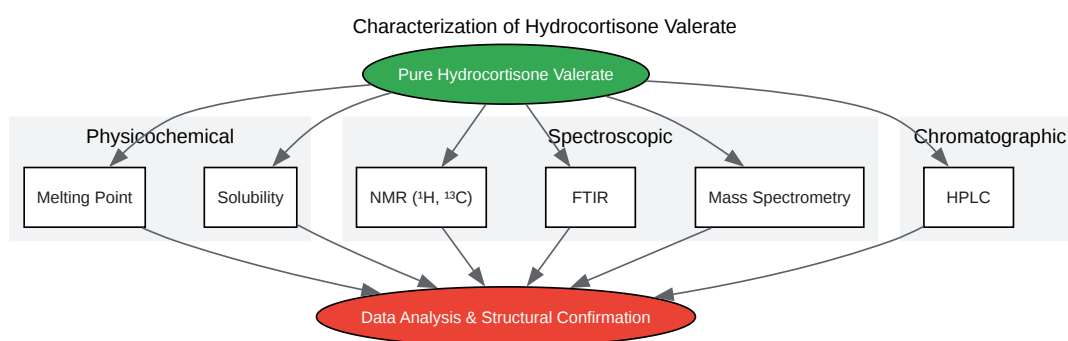 Characterization of Hydrocortisone Valerate
Pure Hydrocortisone Valerate
Physicochemical
Spectroscopic
Chromatographic
Melting Point
Solubility
NMR (¹H, ¹³C)
FTIR
Mass Spectrometry
HPLC
Data Analysis & Structural Confirmation